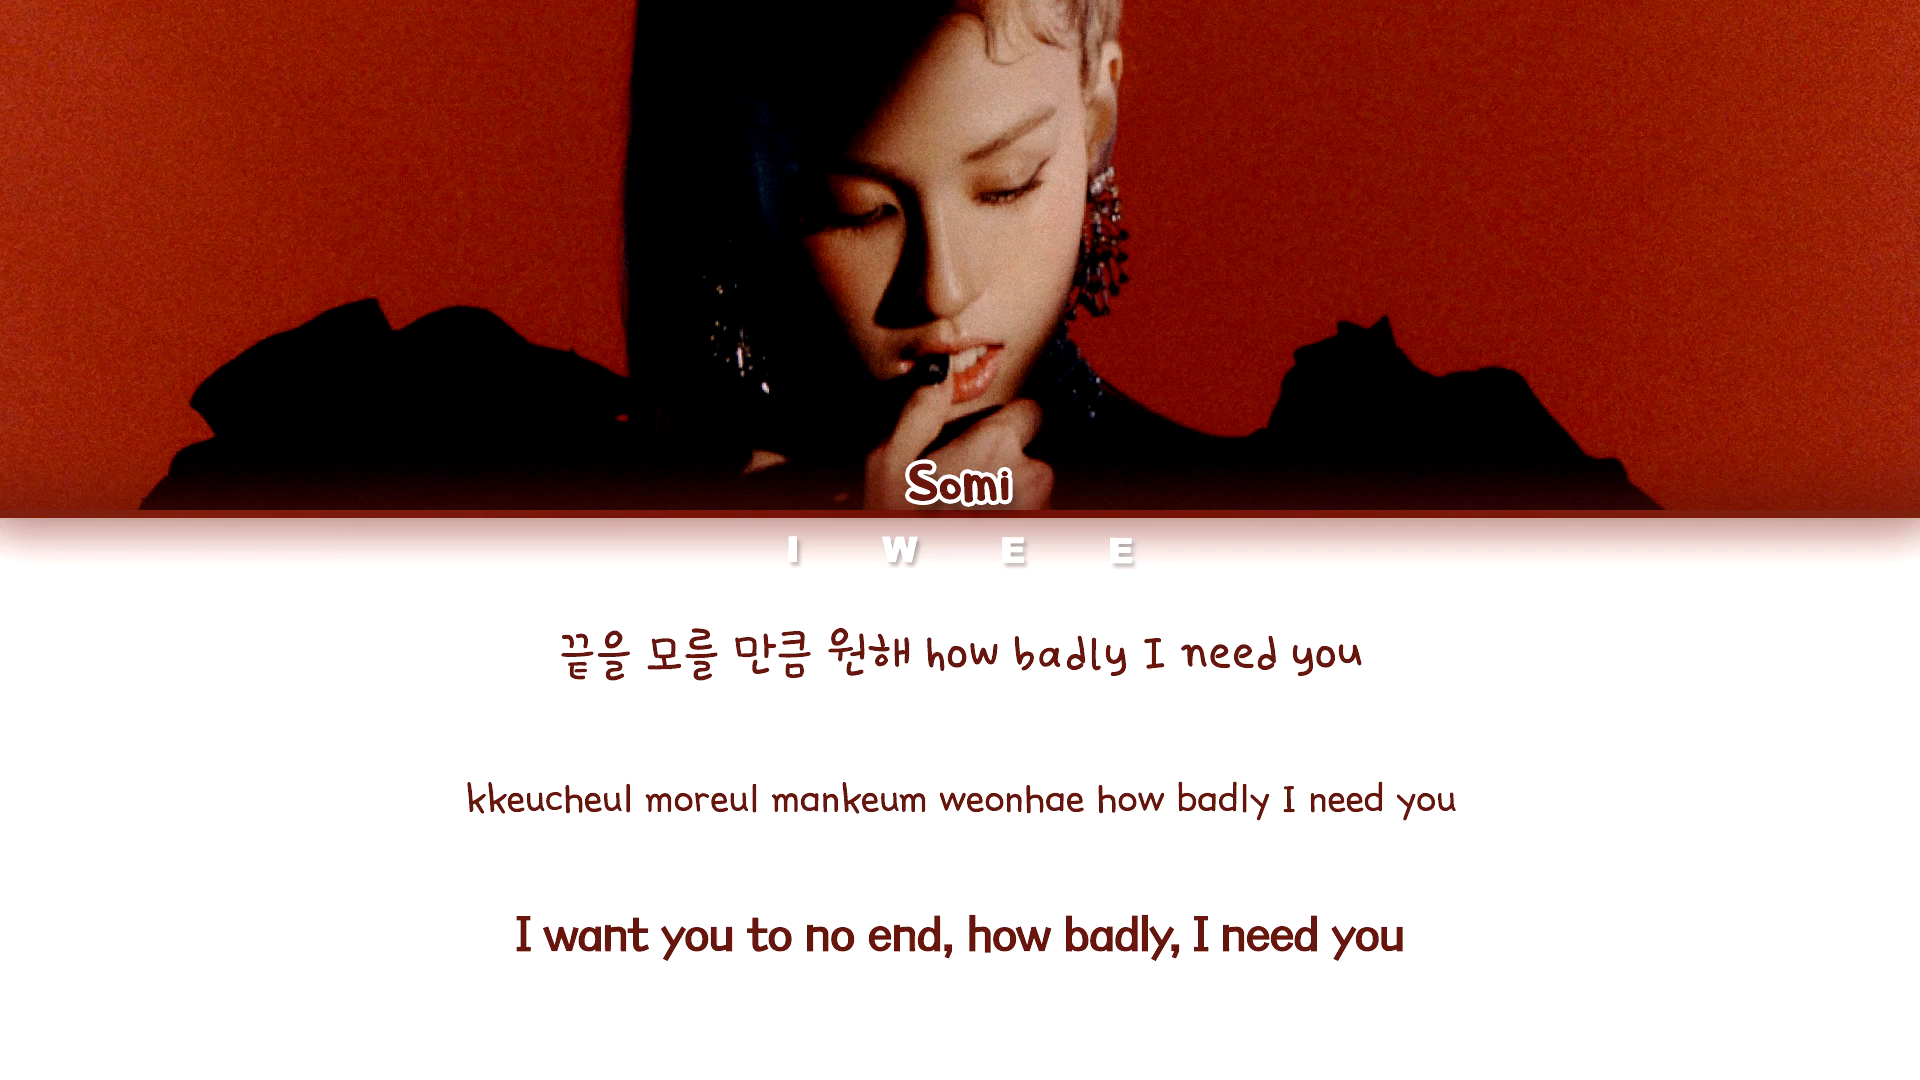 Somi
I W E E
끝을 모를 만큼 원해 how badly I need you
kkeucheul moreul mankeum weonhae how badly I need you
I want you to no end, how badly, I need you